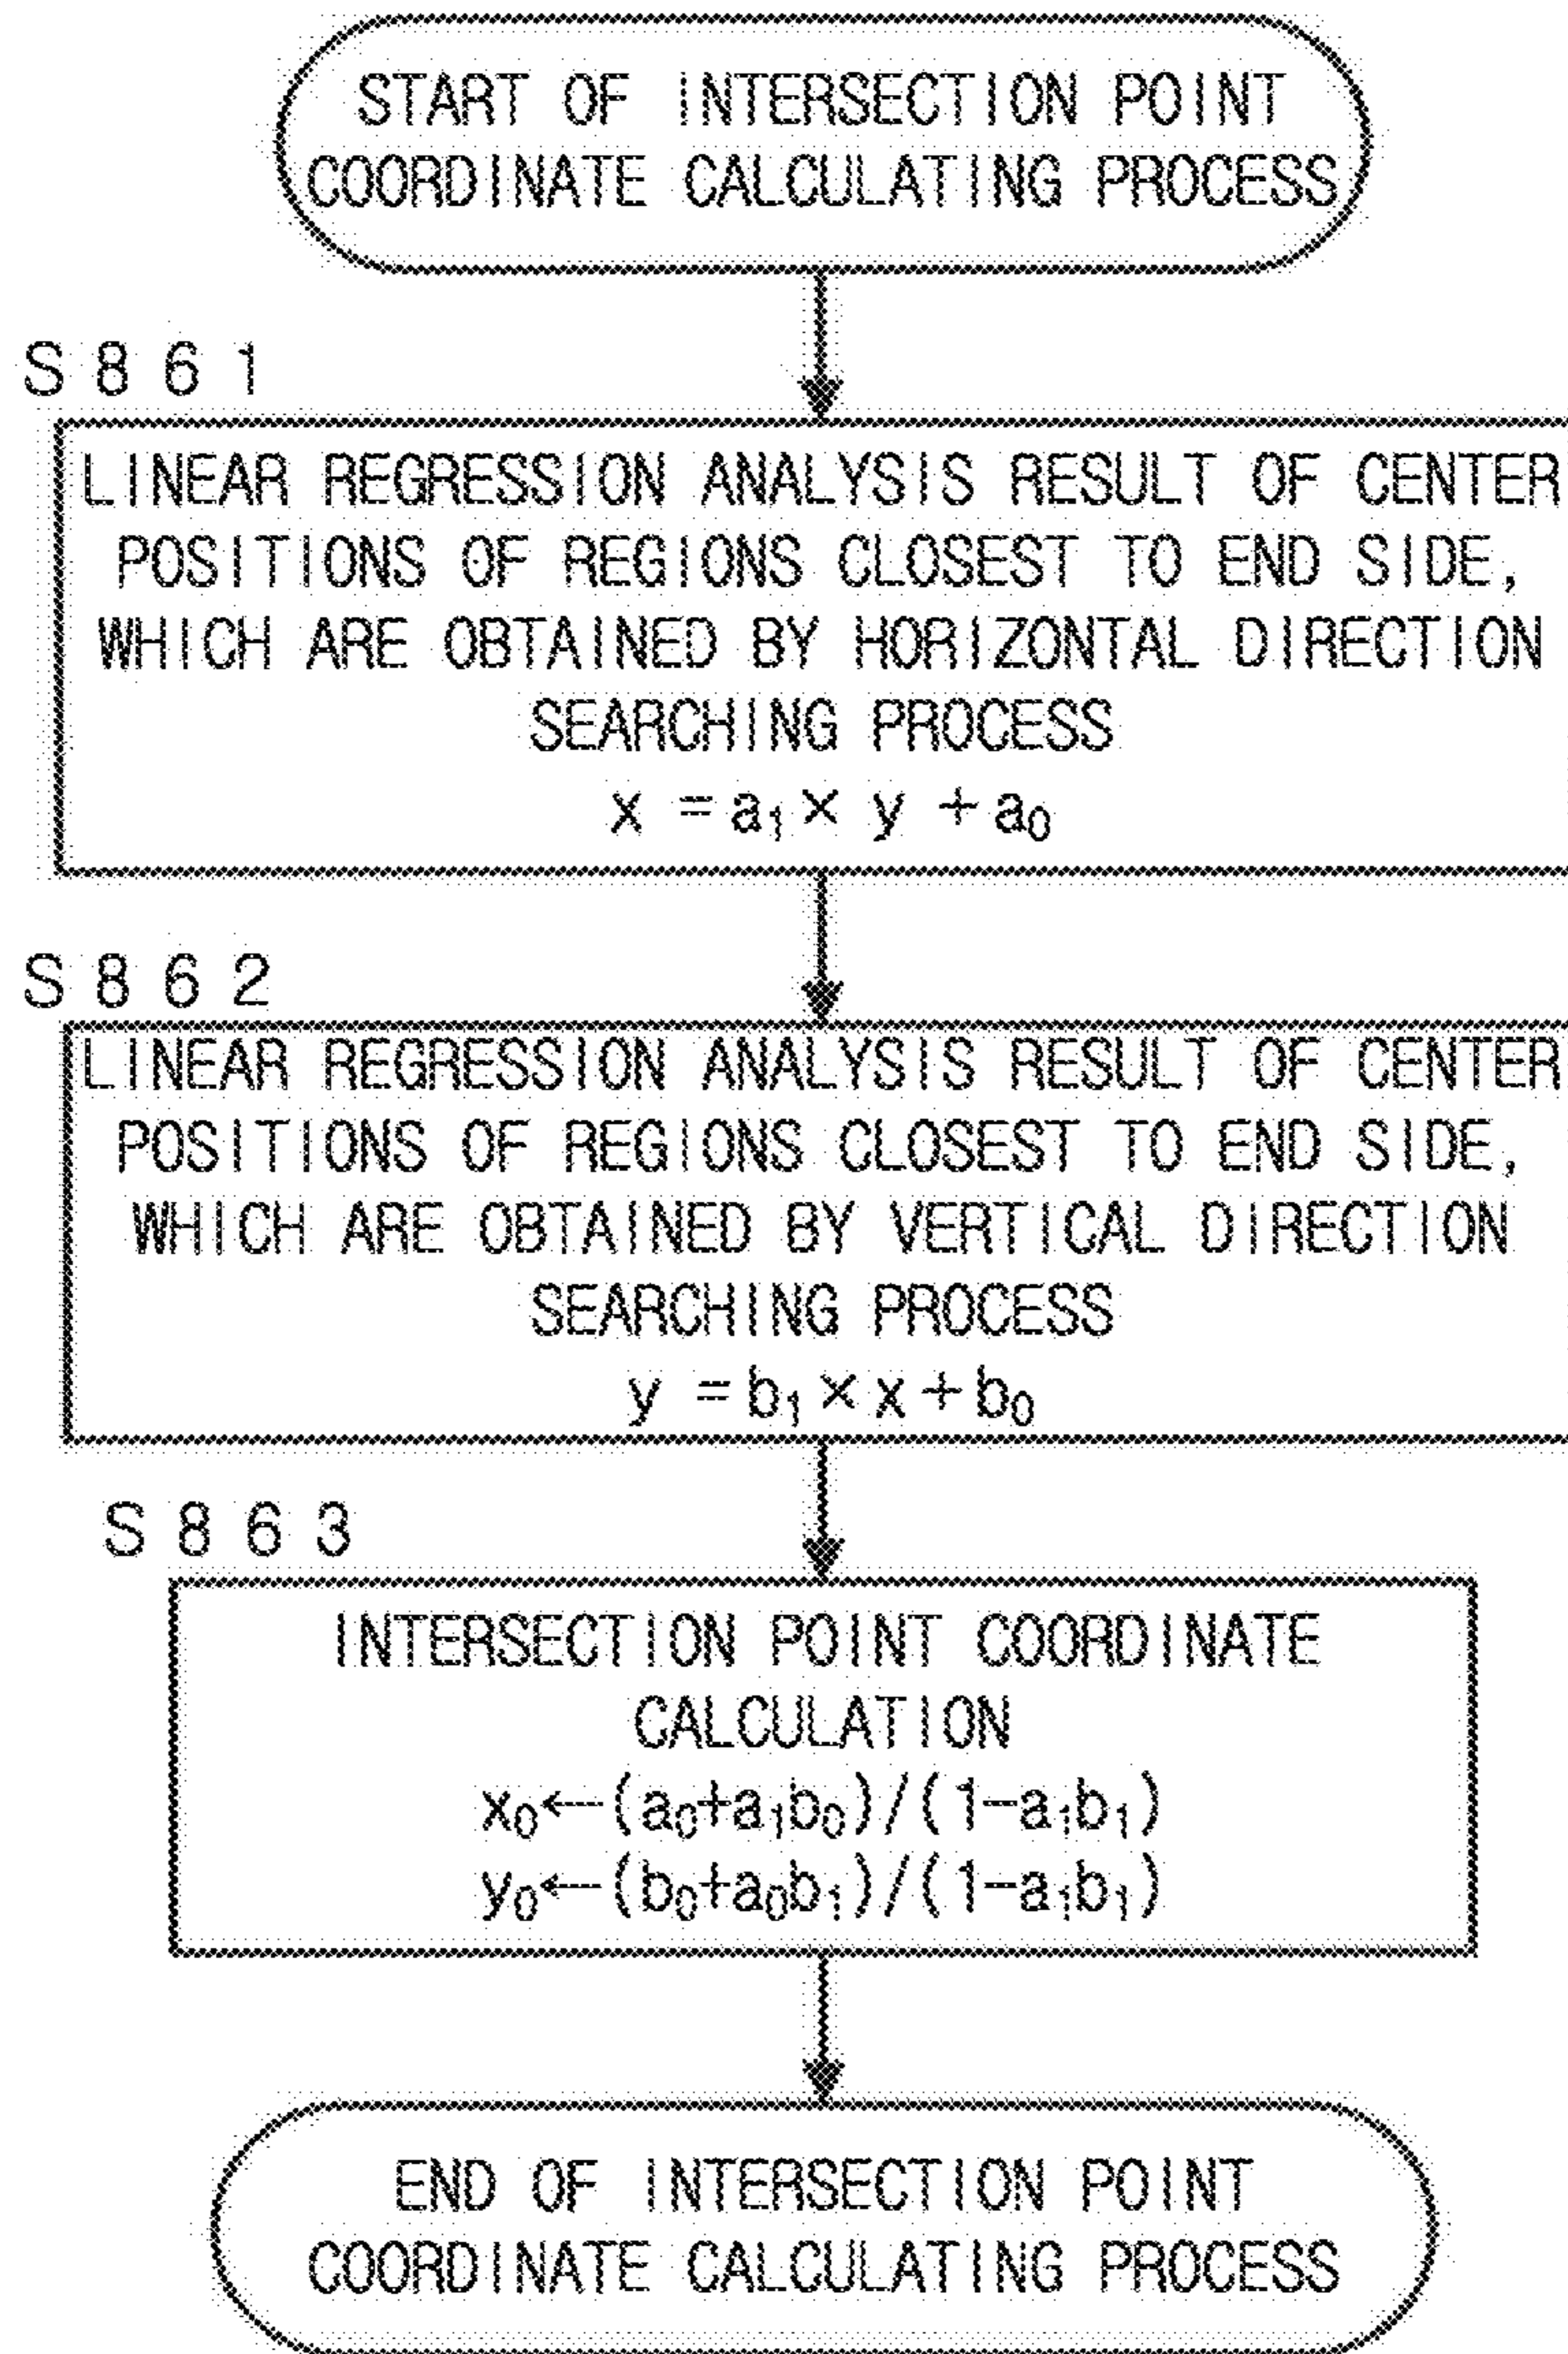 START OF INTERSECTION POINT
COORDINATE CALCULATING PROCESS
S861
LINEAR REGRESSION ANALYSIS RESULT OF CENTER
POSITIONS OF REGIONS CLOSEST TO END SIDE,
WHICH ARE OBTAINED BY HORIZONTAL DIRECTION
SEARCHING PROCESS
x = a₁ × y + a₀
S862
LINEAR REGRESSION ANALYSIS RESULT OF CENTER
POSITIONS OF REGIONS CLOSEST TO END SIDE,
WHICH ARE OBTAINED BY VERTICAL DIRECTION
SEARCHING PROCESS
y = b₁ × x + b₀
S863
INTERSECTION POINT COORDINATE
CALCULATION
x₀←(a₀+a₁b₀)/(1−a₁b₁)
y₀←(b₀+a₀b₁)/(1−a₁b₁)
END OF INTERSECTION POINT
COORDINATE CALCULATING PROCESS